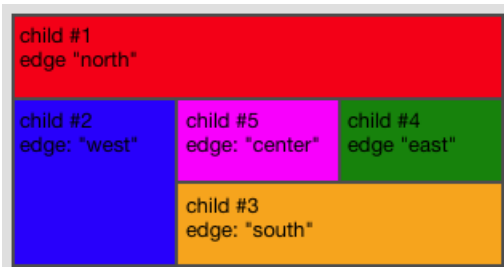 child #1
edge "north"
child #2
edge: "west"
child #5
edge: "center"
child #4
edge "east"
child #3
edge: "south"